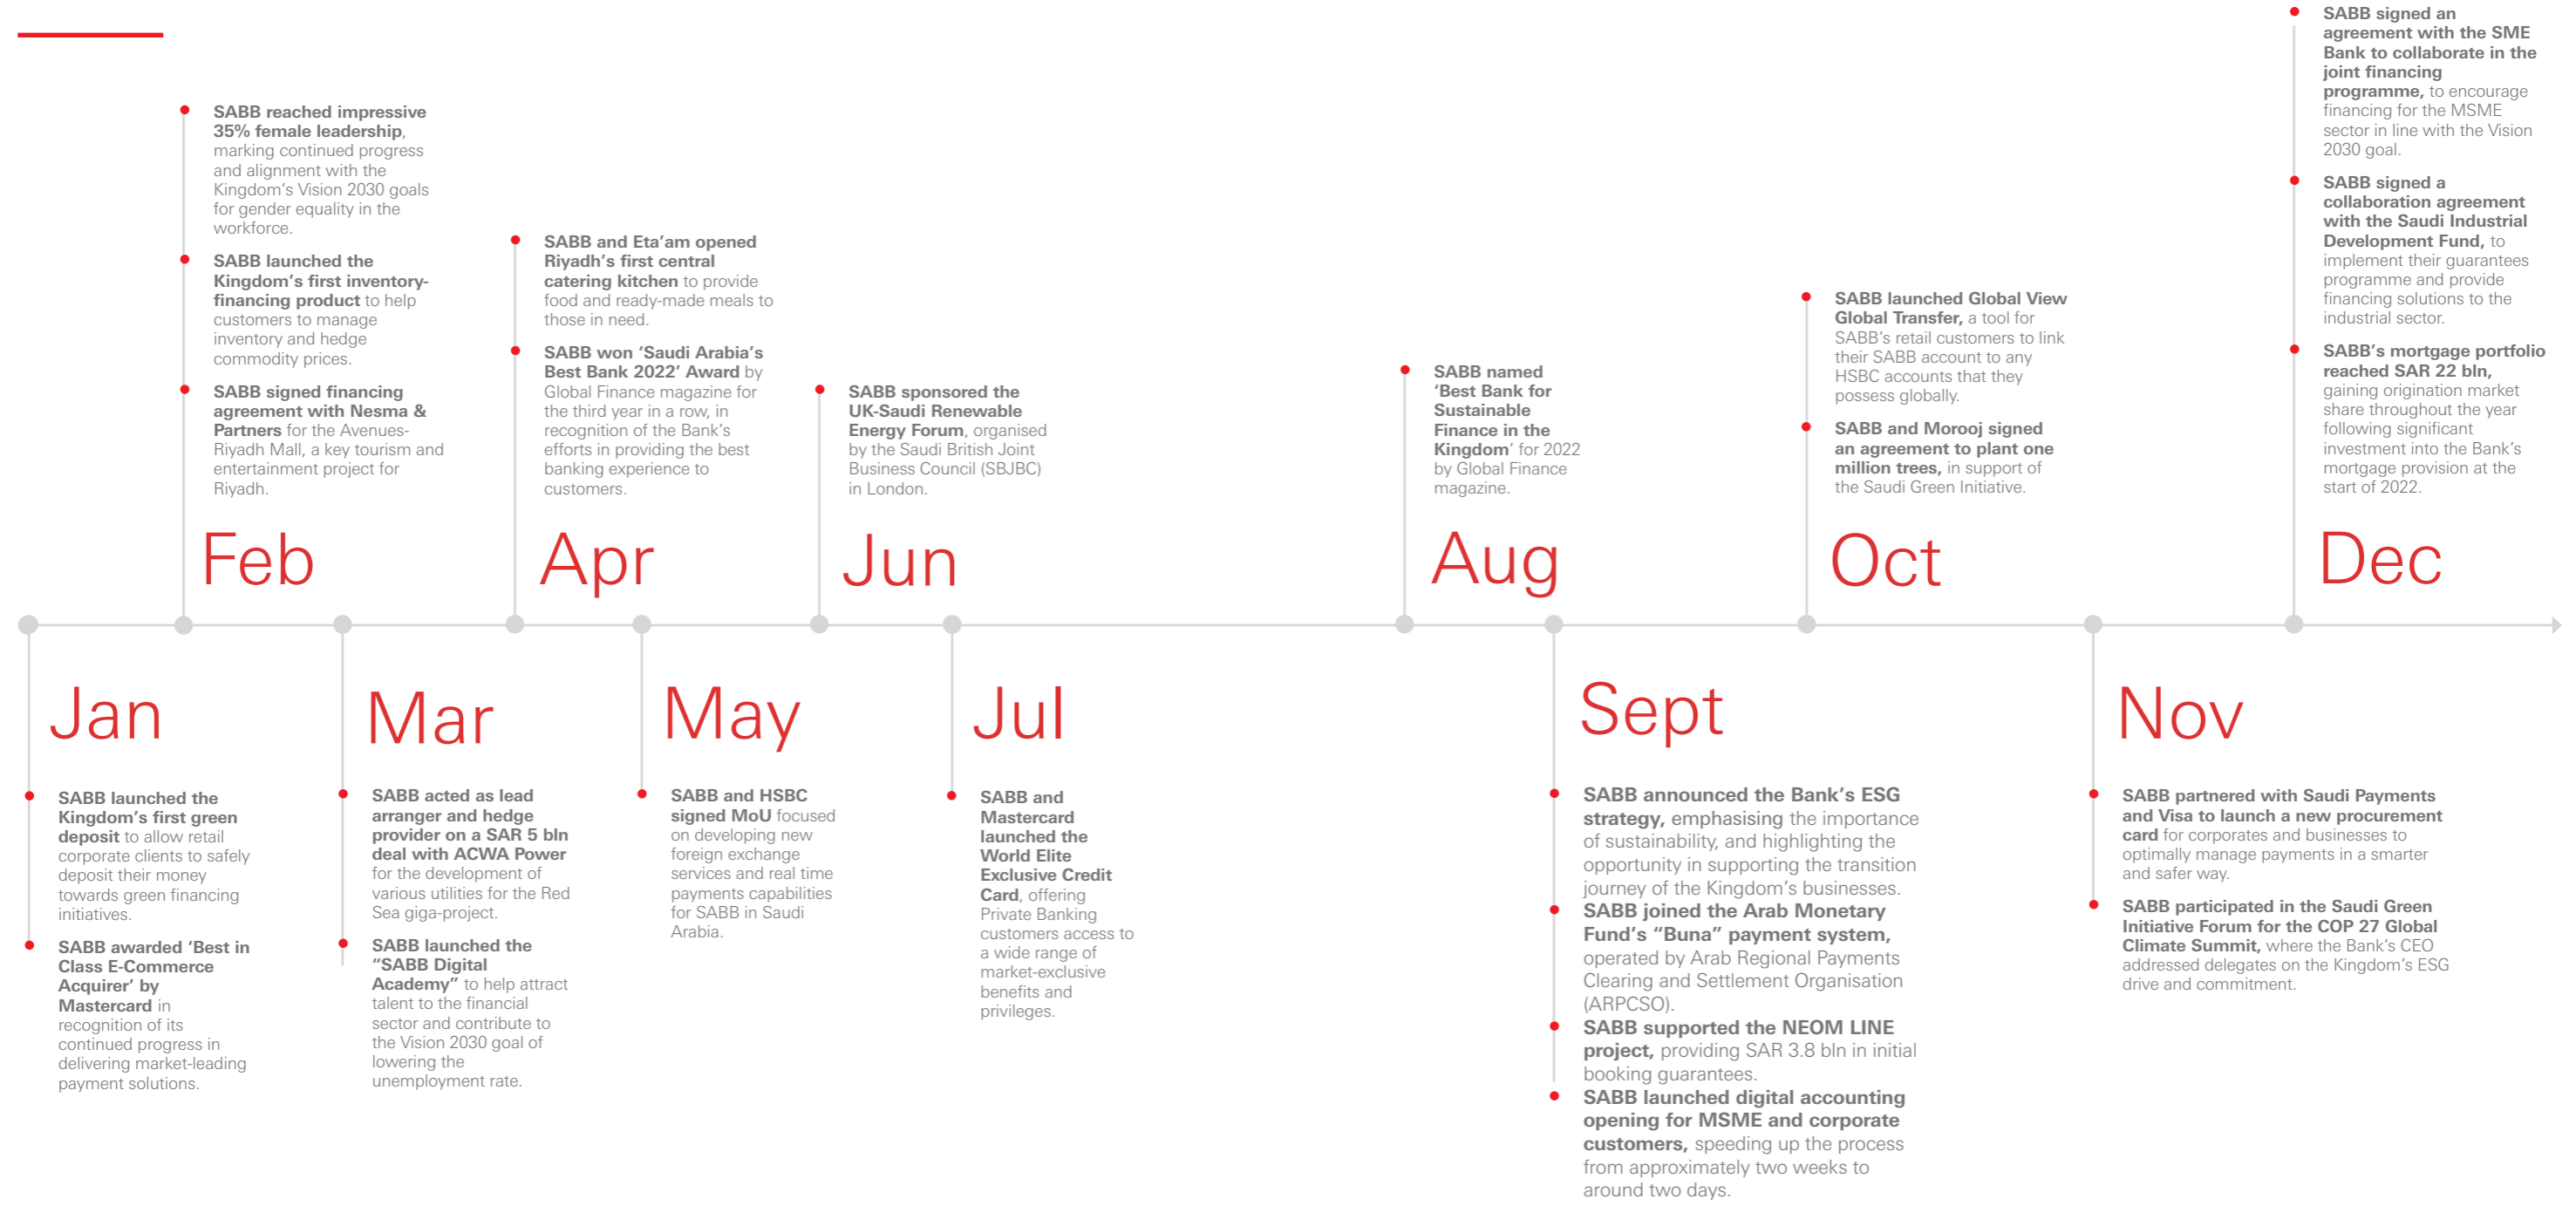 Jan
SABB launched the
Kingdom's first green
deposit to allow retail
corporate clients to safely
deposit their money
towards green financing
initiatives.
SABB awarded ‘Best in
Class E-Commerce
Acquirer’ by
Mastercard in
recognition of its
continued progress in
delivering market-leading
payment solutions.
SABB reached impressive
35% female leadership,
marking continued progress
and alignment with the
Kingdom’s Vision 2030 goals
for gender equality in the
workforce.
SABB launched the
Kingdom’s first inventory-
financing product to help
customers to manage
inventory and hedge
commodity prices.
SABB signed financing
agreement with Nesma &
Partners for the Avenues-
Riyadh Mall, a key tourism and
entertainment project for
Riyadh.
Feb
Mar
SABB acted as lead
arranger and hedge
provider on a SAR 5 bln
deal with ACWA Power
for the development of
various utilities for the Red
Sea giga-project.
SABB launched the
“SABB Digital
Academy” to help attract
talent to the financial
sector and contribute to
the Vision 2030 goal of
lowering the
unemployment rate.
SABB and Eta’am opened
Riyadh’s first central
catering kitchen to provide
food and ready-made meals to
those in need.
SABB won ‘Saudi Arabia’s
Best Bank 2022’ Award by
Global Finance magazine for
the third year in a row, in
recognition of the Bank’s
efforts in providing the best
banking experience to
customers.
Apr
May
SABB and HSBC
signed MoU focused
on developing new
foreign exchange
services and real time
payments capabilities
for SABB in Saudi
Arabia.
SABB sponsored the
UK-Saudi Renewable
Energy Forum, organised
by the Saudi British Joint
Business Council (SBJBC)
in London.
Jun
Jul
SABB and
Mastercard
launched the
World Elite
Exclusive Credit
Card, offering
Private Banking
customers access to
a wide range of
market-exclusive
benefits and
privileges.
SABB named
‘Best Bank for
Sustainable
Finance in the
Kingdom’ for 2022
by Global Finance
magazine.
Aug
Sept
SABB announced the Bank’s ESG
strategy, emphasising the importance
of sustainability, and highlighting the
opportunity in supporting the transition
journey of the Kingdom’s businesses.
SABB joined the Arab Monetary
Fund’s “Buna” payment system,
operated by Arab Regional Payments
Clearing and Settlement Organisation
(ARPCSO).
SABB supported the NEOM LINE
project, providing SAR 3.8 bln in initial
booking guarantees.
SABB launched digital accounting
opening for MSME and corporate
customers, speeding up the process
from approximately two weeks to
around two days.
SABB launched Global View
Global Transfer, a tool for
SABB’s retail customers to link
their SABB account to any
HSBC accounts that they
possess globally.
SABB and Morooj signed
an agreement to plant one
million trees, in support of
the Saudi Green Initiative.
Oct
Nov
SABB partnered with Saudi Payments
and Visa to launch a new procurement
card for corporates and businesses to
optimally manage payments in a smarter
and safer way.
SABB participated in the Saudi Green
Initiative Forum for the COP 27 Global
Climate Summit, where the Bank’s CEO
addressed delegates on the Kingdom’s ESG
drive and commitment.
SABB signed an
agreement with the SME
Bank to collaborate in the
joint financing
programme, to encourage
financing for the MSME
sector in line with the Vision
2030 goal.
SABB signed a
collaboration agreement
with the Saudi Industrial
Development Fund, to
implement their guarantees
programme and provide
financing solutions to the
industrial sector.
SABB’s mortgage portfolio
reached SAR 22 bln,
gaining origination market
share throughout the year
following significant
investment into the Bank’s
mortgage provision at the
start of 2022.
Dec